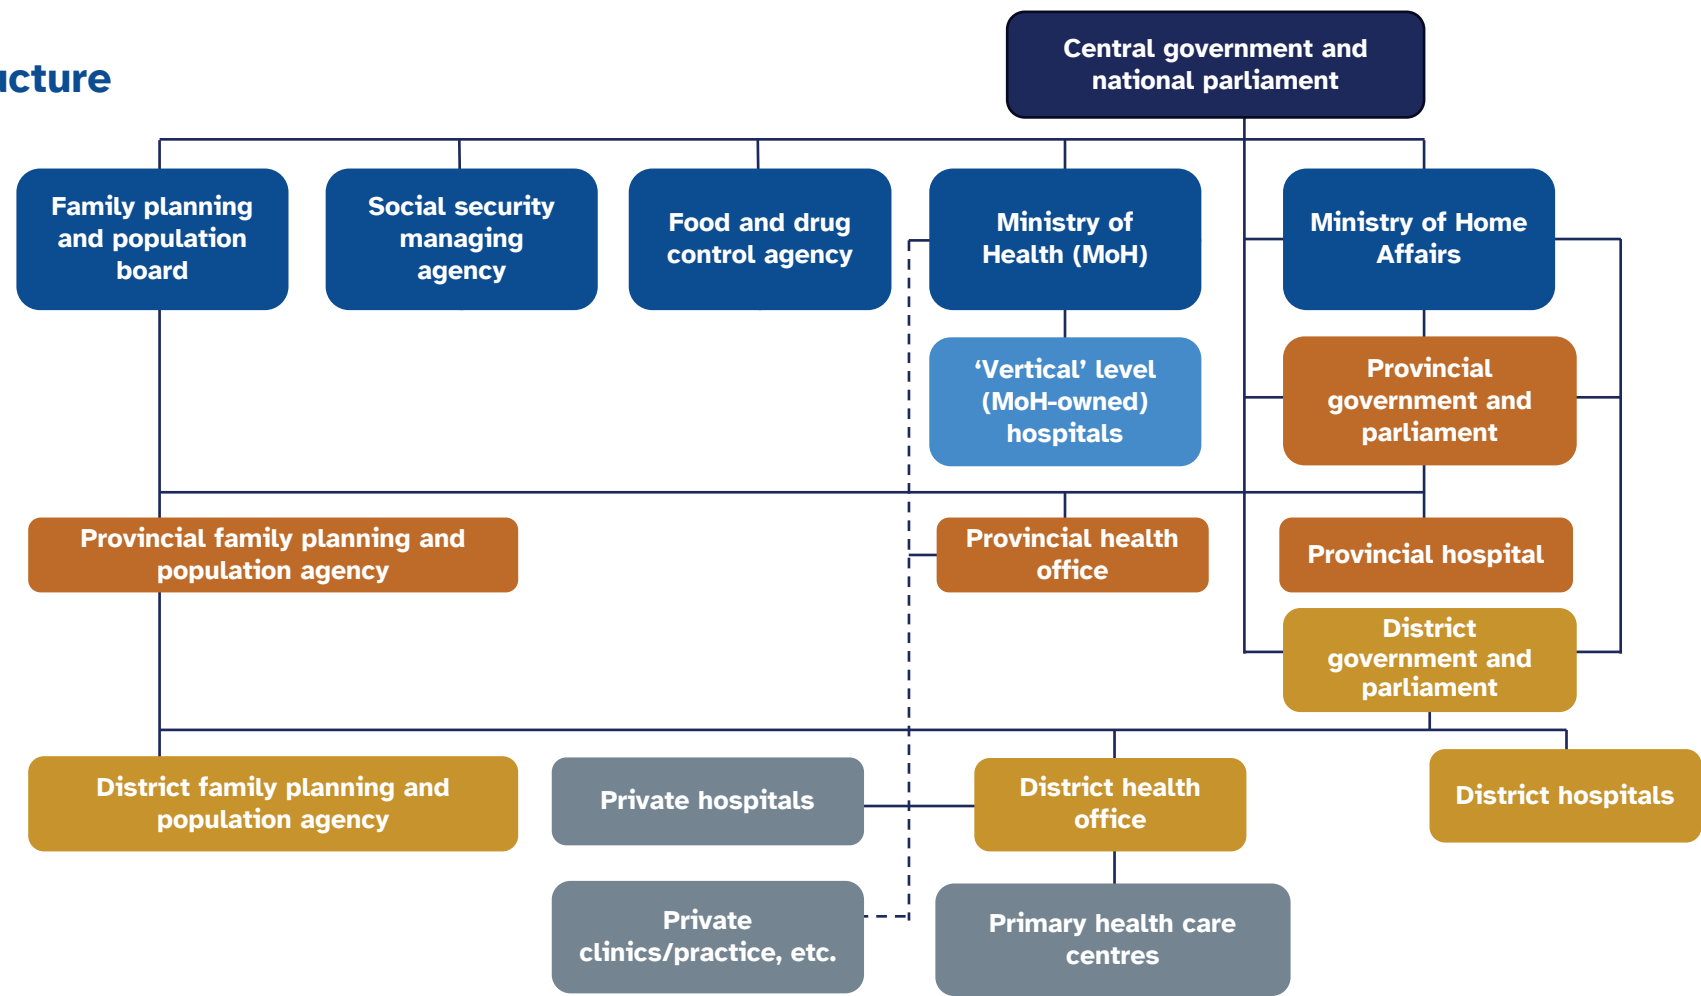 Central government and
national parliament
Family planning
and population
board
Social security
managing
agency
Food and drug
control agency
Ministry of
Health (MoH)
Ministry of Home
Affairs
‘Vertical’ level
(MoH-owned)
hospitals
Provincial
government and
parliament
Provincial family planning and
population agency
Provincial health
office
Provincial hospital
District
government and
parliament
District family planning and
population agency
Private hospitals
District health
office
District hospitals
Private
clinics/practice, etc.
Primary health care
centres